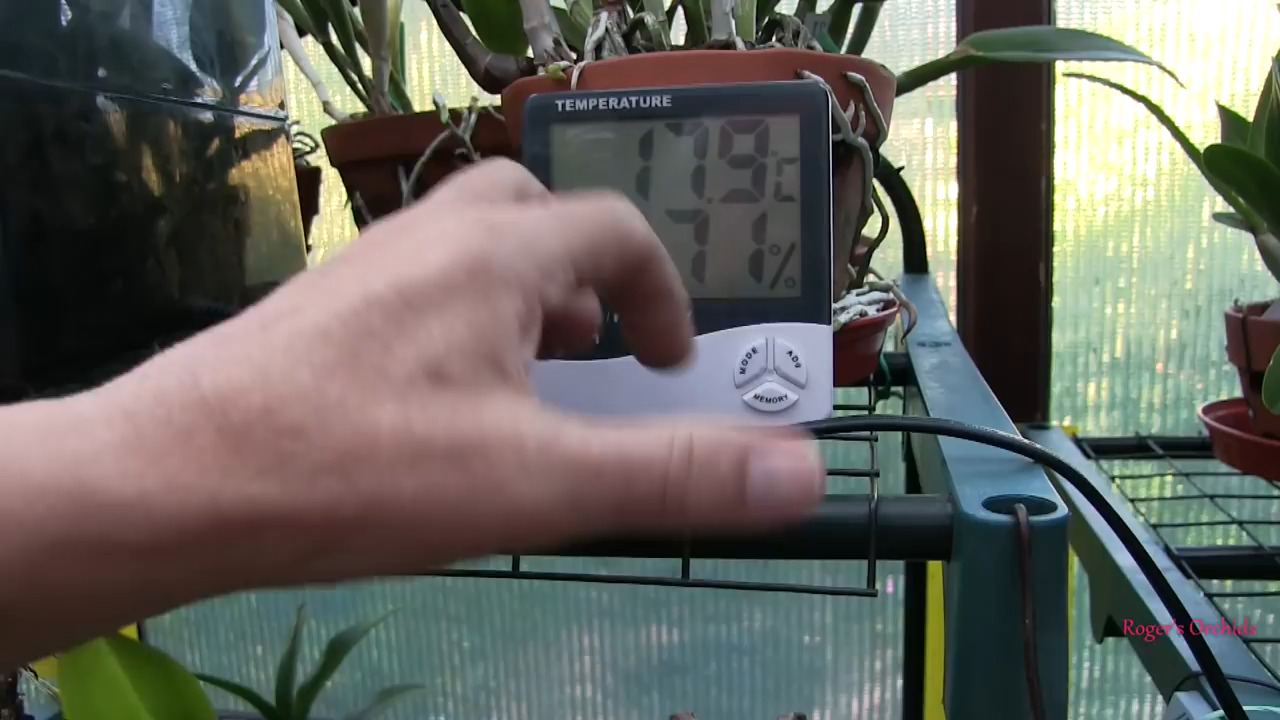 TEMPERATURE
17.9°C
71%
MODE
ADJ
MEMORY
Roger's Orchids